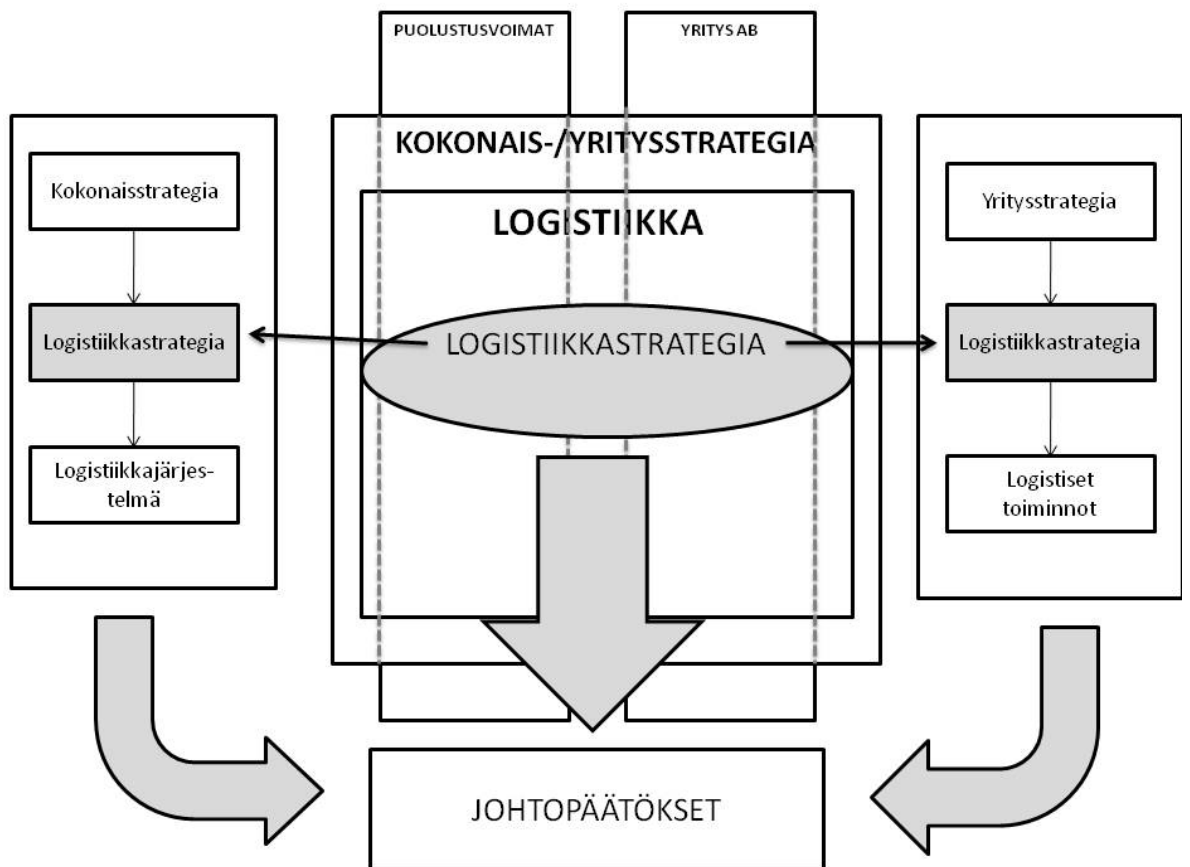 PUOLUSTUSVOIMAT
YRITYS AB
KOKONAIS-/YRITYSSTRATEGIA
LOGISTIIKKA
LOGISTIIKKASTRATEGIA
Kokonaisstrategia
Logistiikkastrategia
Logistiikkajärjes-
telmä
Yritysstrategia
Logistiikkastrategia
Logistiset
toiminnot
JOHTOPÄÄTÖKSET